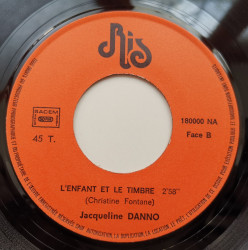 Ris
SACEM
180000 NA
45 T.
Face B
L'ENFANT ET LE TIMBRE 2'58"
(Christine Fontane)
Jacqueline DANNO